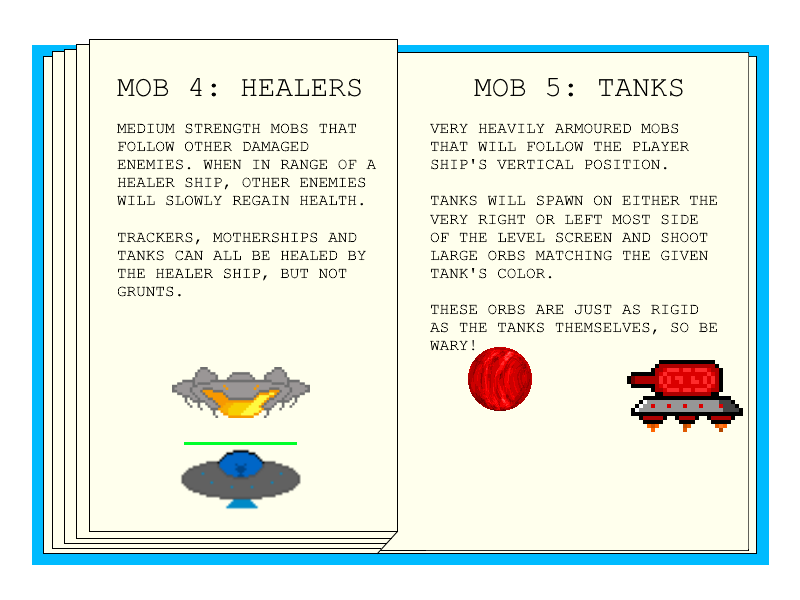 MOB 4: HEALERS
MEDIUM STRENGTH MOBS THAT
FOLLOW OTHER DAMAGED
ENEMIES. WHEN IN RANGE OF A
HEALER SHIP, OTHER ENEMIES
WILL SLOWLY REGAIN HEALTH.
TRACKERS, MOTHERSHIPS AND
TANKS CAN ALL BE HEALED BY
THE HEALER SHIP, BUT NOT
GRUNTS.
MOB 5: TANKS
VERY HEAVILY ARMOURED MOBS
THAT WILL FOLLOW THE PLAYER
SHIP'S VERTICAL POSITION.
TANKS WILL SPAWN ON EITHER THE
VERY RIGHT OR LEFT MOST SIDE
OF THE LEVEL SCREEN AND SHOOT
LARGE ORBS MATCHING THE GIVEN
TANK'S COLOR.
THESE ORBS ARE JUST AS RIGID
AS THE TANKS THEMSELVES, SO BE
WARY!